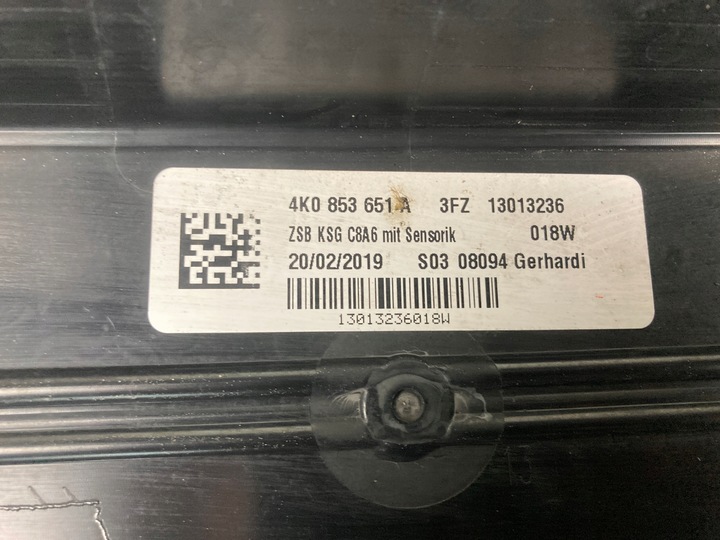 4K0 853 651 A 3FZ 13013236
ZSB KSG C8A6 mit Sensorik 018W
20/02/2019 S03 08094 Gerhardi
13013236018W